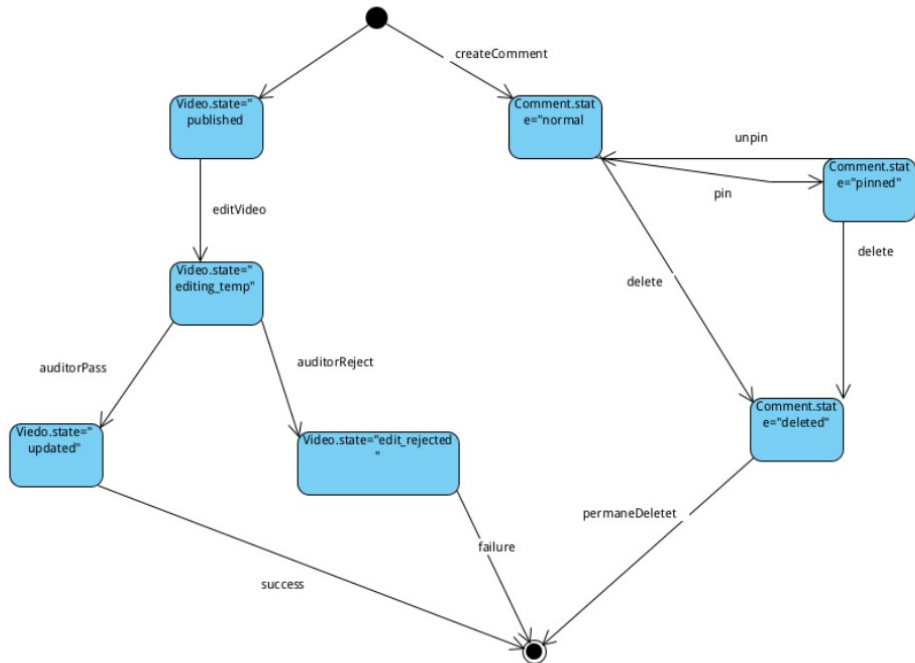 createComment
Video.state="
published
Comment.stat
e="normal
unpin
Comment.stat
e="pinned"
pin
editVideo
delete
Video.state="
editing_temp"
delete
auditorPass
auditorReject
Comment.stat
e="deleted"
Viedo.state="
updated"
Video.state="edit_rejected
"
permaneDeletet
failure
success